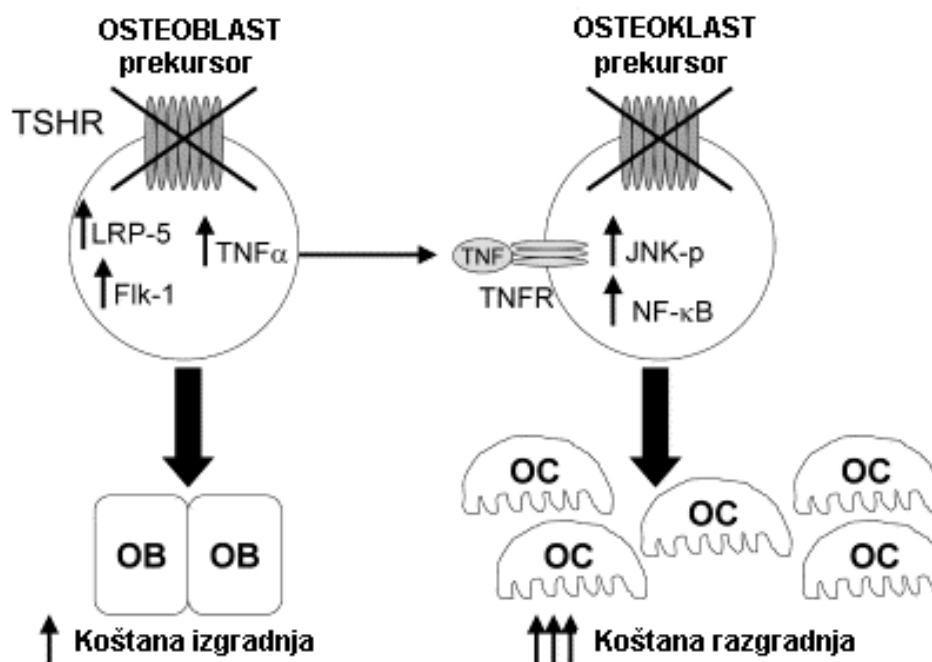 OSTEOBLAST
prekursor
OSTEOKLAST
prekursor
TSHR
LRP-5
TNFα
Flk-1
TNF
TNFR
JNK-p
NF-κB
OB OB
OC
OC
OC
OC
OC
Koštana izgradnja
Koštana razgradnja